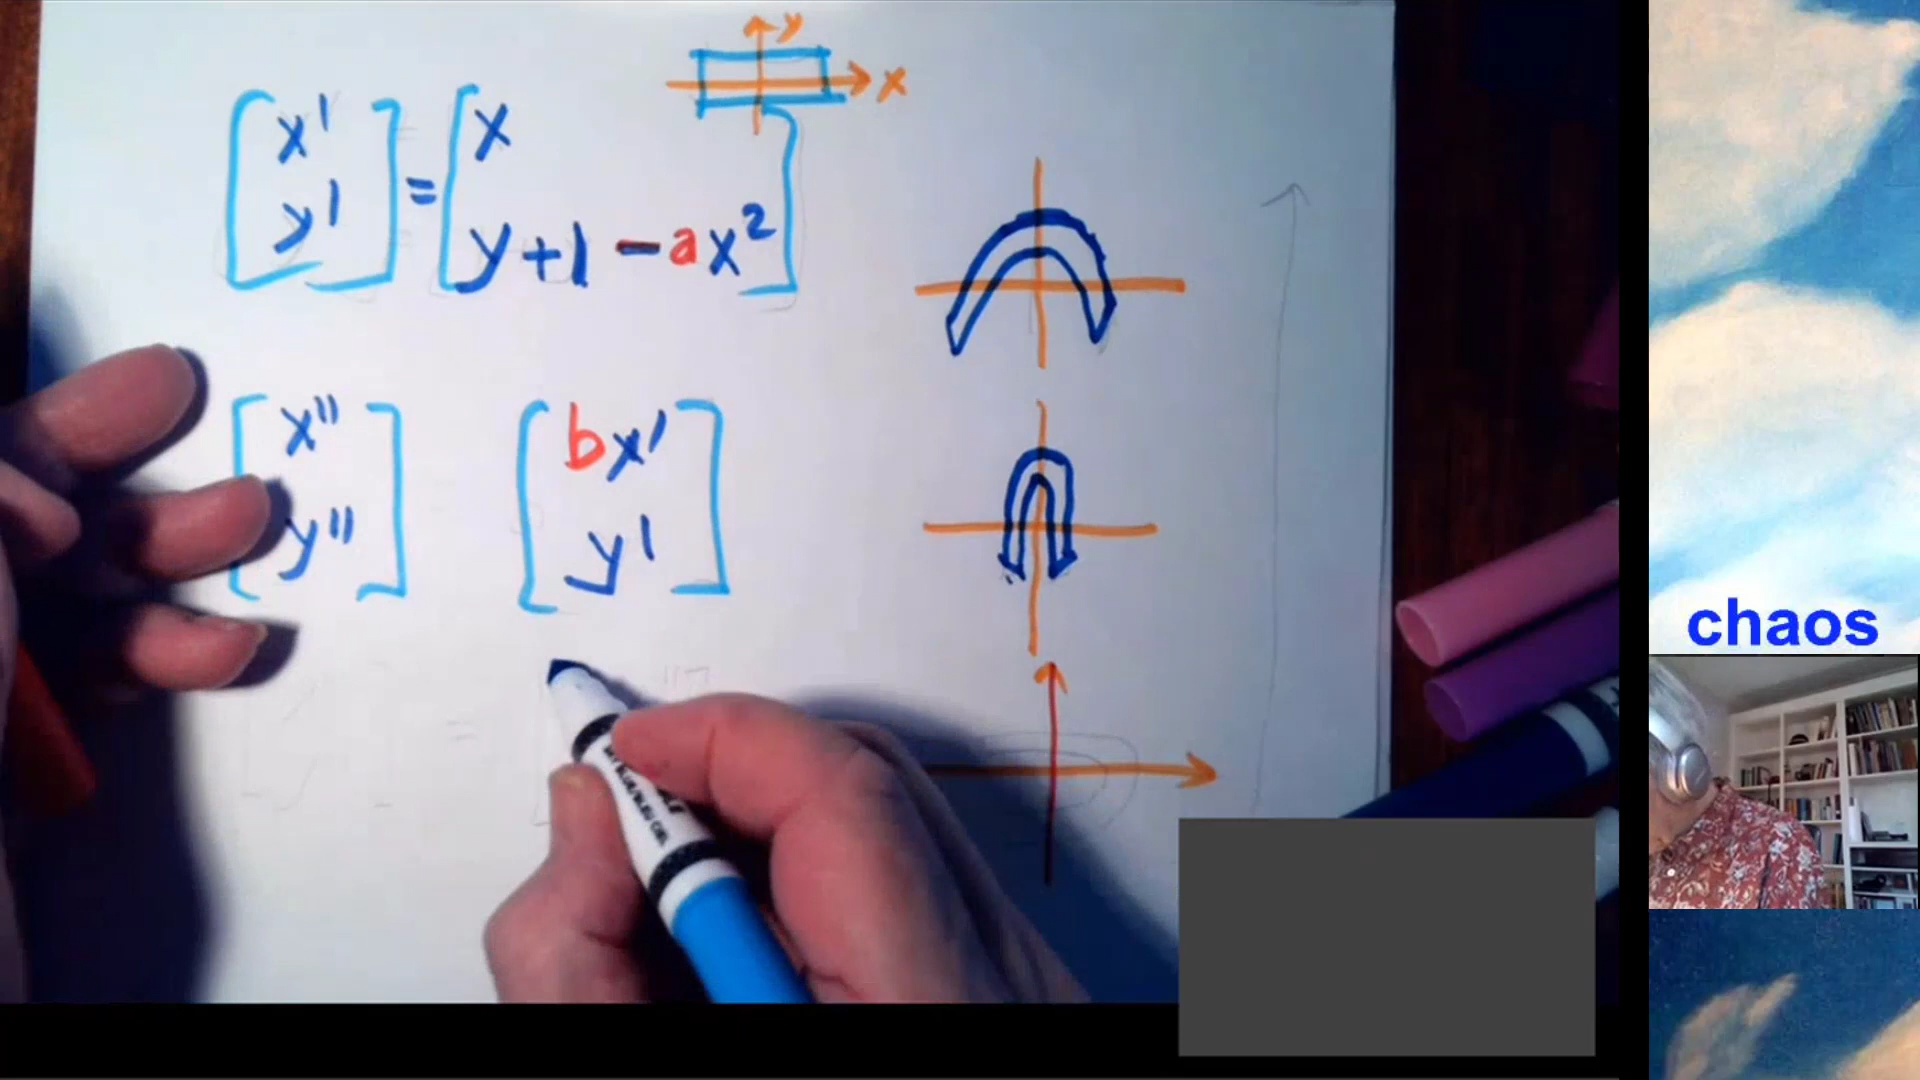 y
x
[x'] = [x]
[y'] [y+1 -ax²]
[x''] [bx']
[y''] [y']
chaos